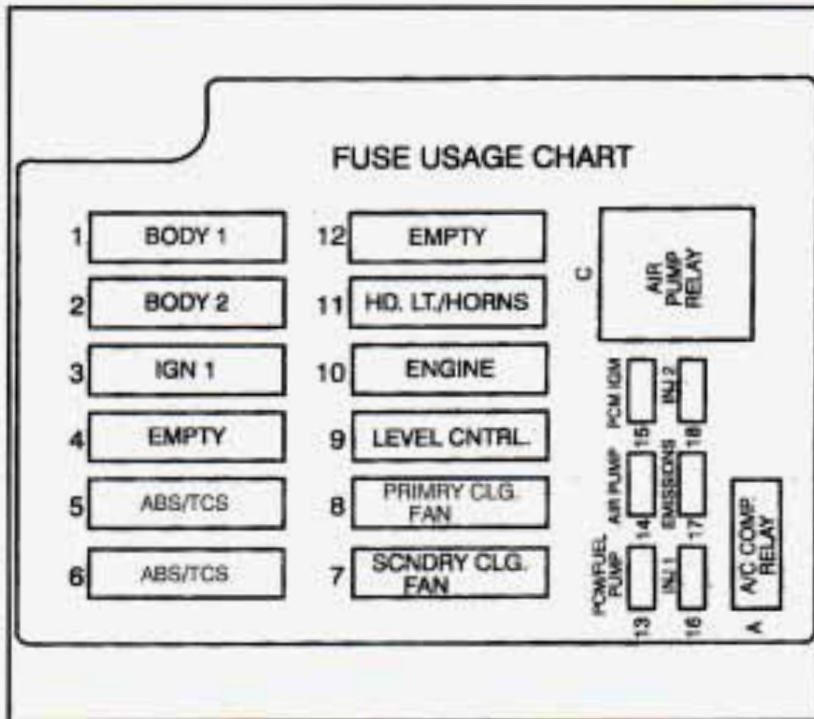 FUSE USAGE CHART
1 BODY 1
2 BODY 2
3 IGN 1
4 EMPTY
5 ABS/TCS
6 ABS/TCS
12 EMPTY
11 HD. LT./HORNS
10 ENGINE
9 LEVEL CNTRL.
8 PRIMRY CLG.
FAN
7 SCNDRY CLG.
FAN
C
AIR
PUMP
RELAY
PCM IGM
15
INJ 2
18
AIR PUMP
14
EMISSIONS
17
PCM/FUEL
PUMP
13
INJ 1
16
A/C COMP.
RELAY
A